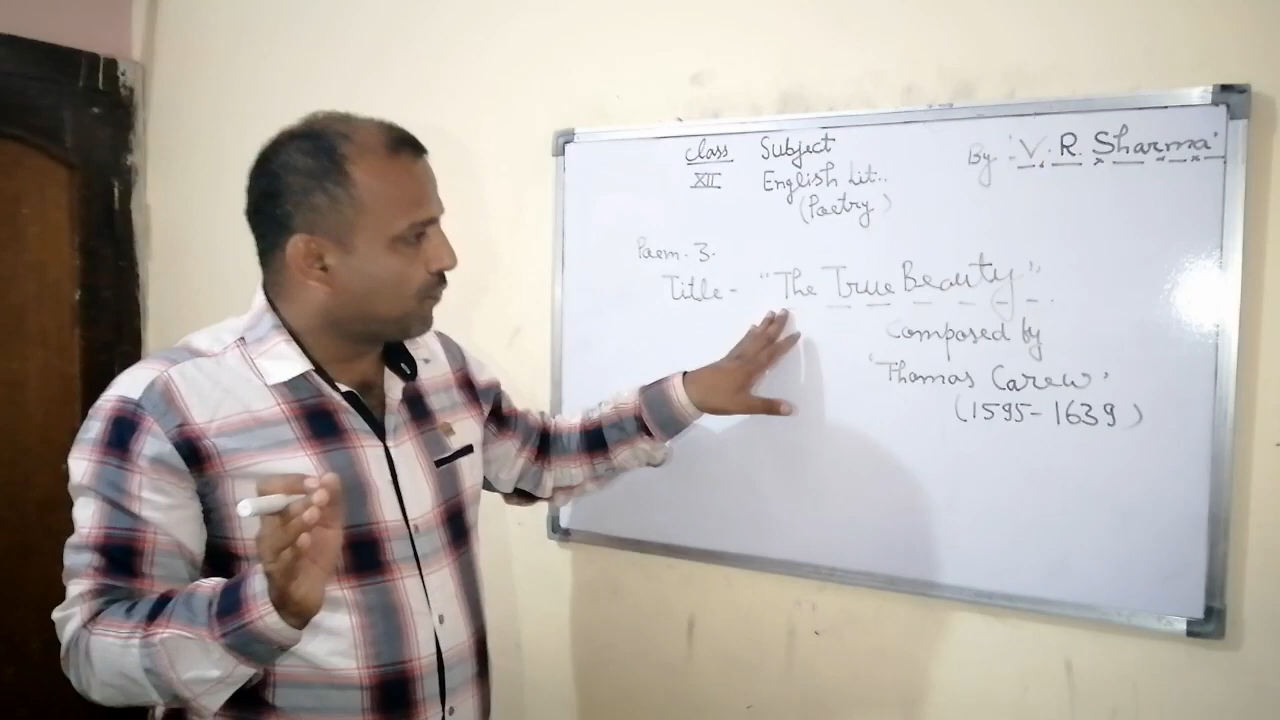 Class Subject
XII English Lit..
(Poetry)
By :- 'V. R. Sharma'
Poem. 3.
Title - "The True Beauty".
Composed by
'Thomas Carew'
(1595-1639)